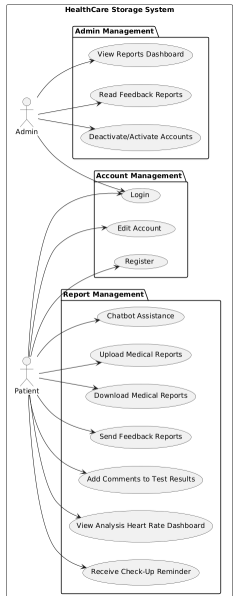 HealthCare Storage System
Admin Management
View Reports Dashboard
Read Feedback Reports
Admin
Deactivate/Activate Accounts
Account Management
Login
Edit Account
Register
Report Management
Chatbot Assistance
Upload Medical Reports
Patient
Download Medical Reports
Send Feedback Reports
Add Comments to Test Results
View Analysis Heart Rate Dashboard
Receive Check-Up Reminder